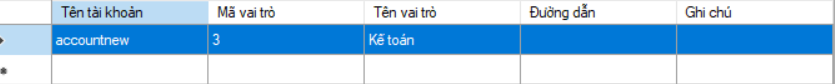 Tên tài khoản Mã vai trò Tên vai trò Đường dẫn Ghi chú
accountnew 3 Kế toán